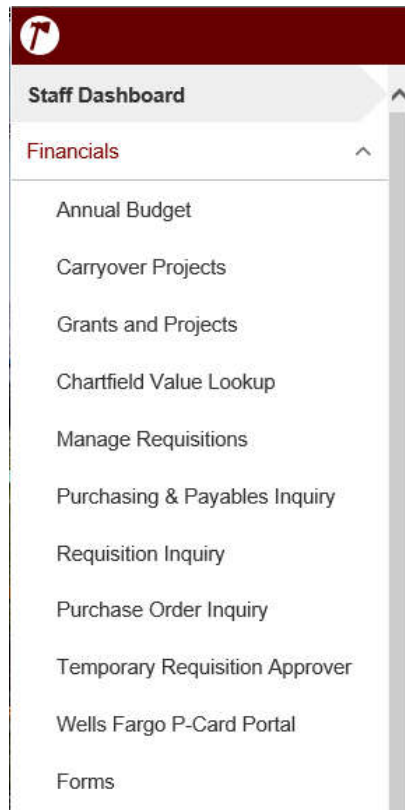 Staff Dashboard
Financials
Annual Budget
Carryover Projects
Grants and Projects
Chartfield Value Lookup
Manage Requisitions
Purchasing & Payables Inquiry
Requisition Inquiry
Purchase Order Inquiry
Temporary Requisition Approver
Wells Fargo P-Card Portal
Forms